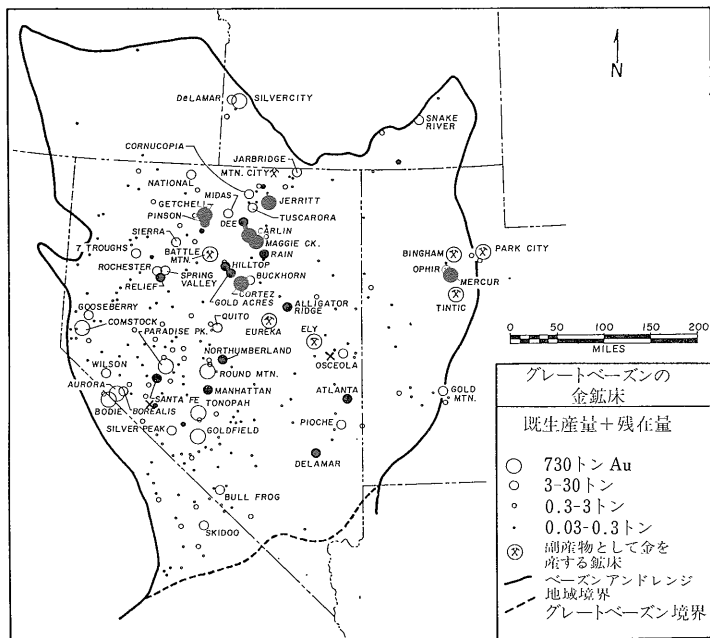 N
DeLAMAR
SILVERCITY
SNAKE
RIVER
CORNUCOPIA
JARBRIDGE
MTN. CITY
NATIONAL
MIDAS
JERRITT
GETCHELL
PINSON
TUSCARORA
DEE
CARLIN
SIERRA
MAGGIE CK.
7 TROUGHS
BATTLE
MTN.
RAIN
BINGHAM
PARK CITY
ROCHESTER
HILLTOP
OPHIR
SPRING
VALLEY
BUCKHORN
MERCUR
RELIEF
CORTEZ
GOLD ACRES
TINTIC
GOOSEBERRY
ALLIGATOR
RIDGE
QUITO
COMSTOCK
PARADISE PK.
EUREKA
ELY
0 50 100 150 200
MILES
NORTHUMBERLAND
OSCEOLA
WILSON
ROUND MTN.
AURORA
SANTA FE
MANHATTAN
ATLANTA
GOLD
MTN.
BODIE
BOREALIS
TONOPAH
SILVER PEAK
GOLDFIELD
PIOCHE
DELAMAR
BULL FROG
SKIDOO
グレートベーズンの
金鉱床
既生産量+残在量
730トン Au
3-30トン
0.3-3トン
0.03-0.3トン
副産物として金を
産する鉱床
ベーズンアンドレンジ
地域境界
グレートベーズン境界